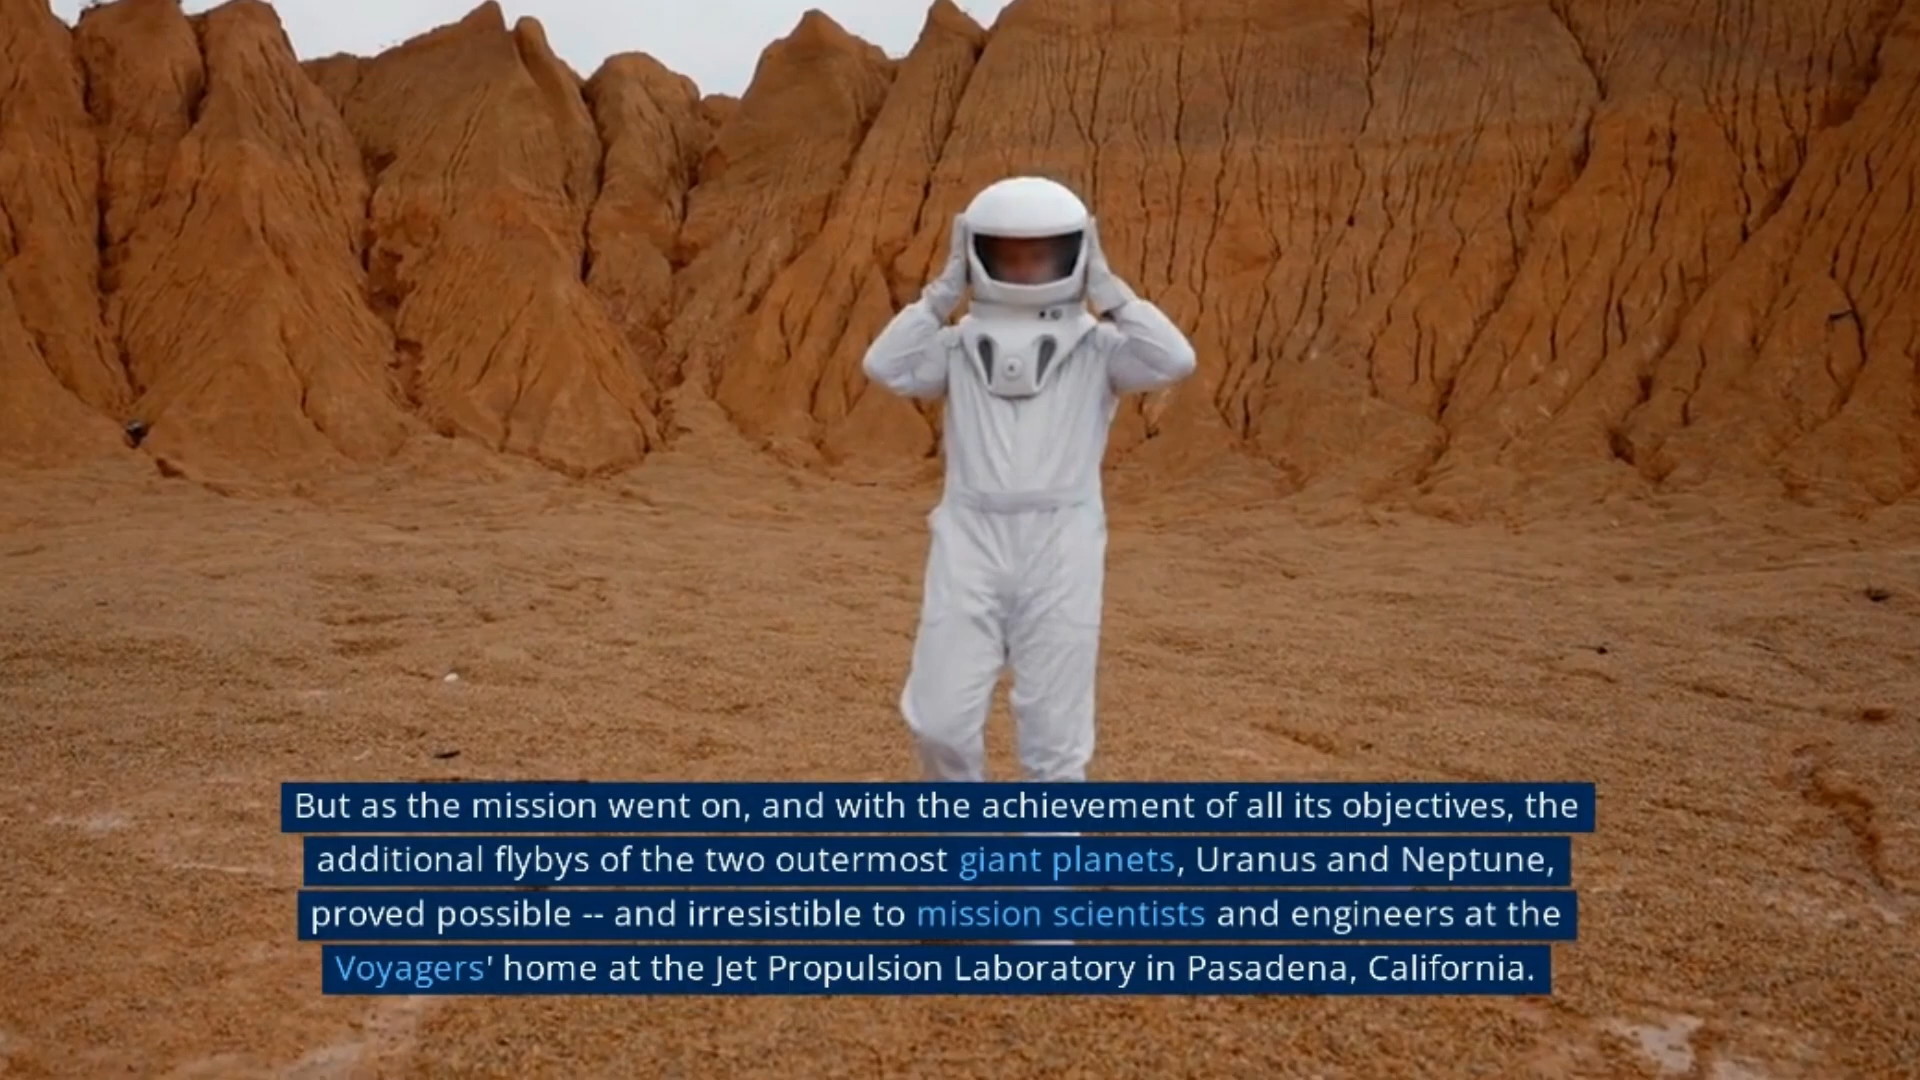 But as the mission went on, and with the achievement of all its objectives, the
additional flybys of the two outermost giant planets, Uranus and Neptune,
proved possible -- and irresistible to mission scientists and engineers at the
Voyagers' home at the Jet Propulsion Laboratory in Pasadena, California.